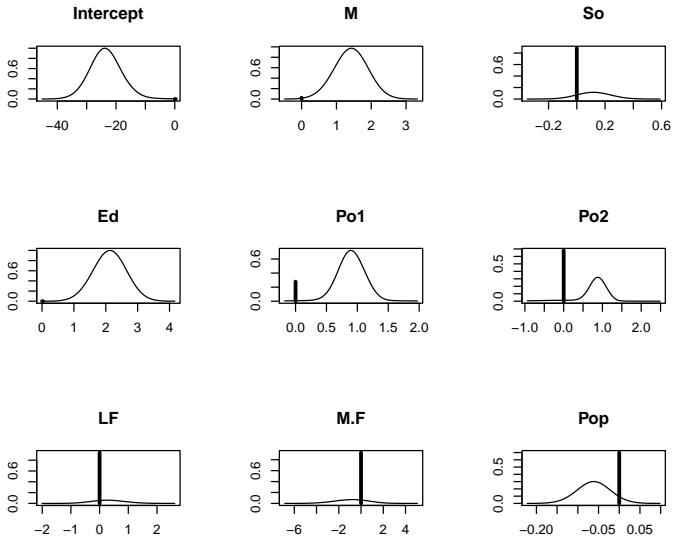 Intercept M So
0.0 0.6 0.0 0.6 0.0 0.6
−40 −20 0 0 1 2 3 −0.2 0.2 0.6
Ed Po1 Po2
0.0 0.6 0.0 0.6 0.0 0.5
0 1 2 3 4 0.0 0.5 1.0 1.5 2.0 −1.0 0.0 1.0 2.0
LF M.F Pop
0.0 0.6 0.0 0.6 0.0 0.5
−2 −1 0 1 2 −6 −2 2 4 −0.20 −0.05 0.05